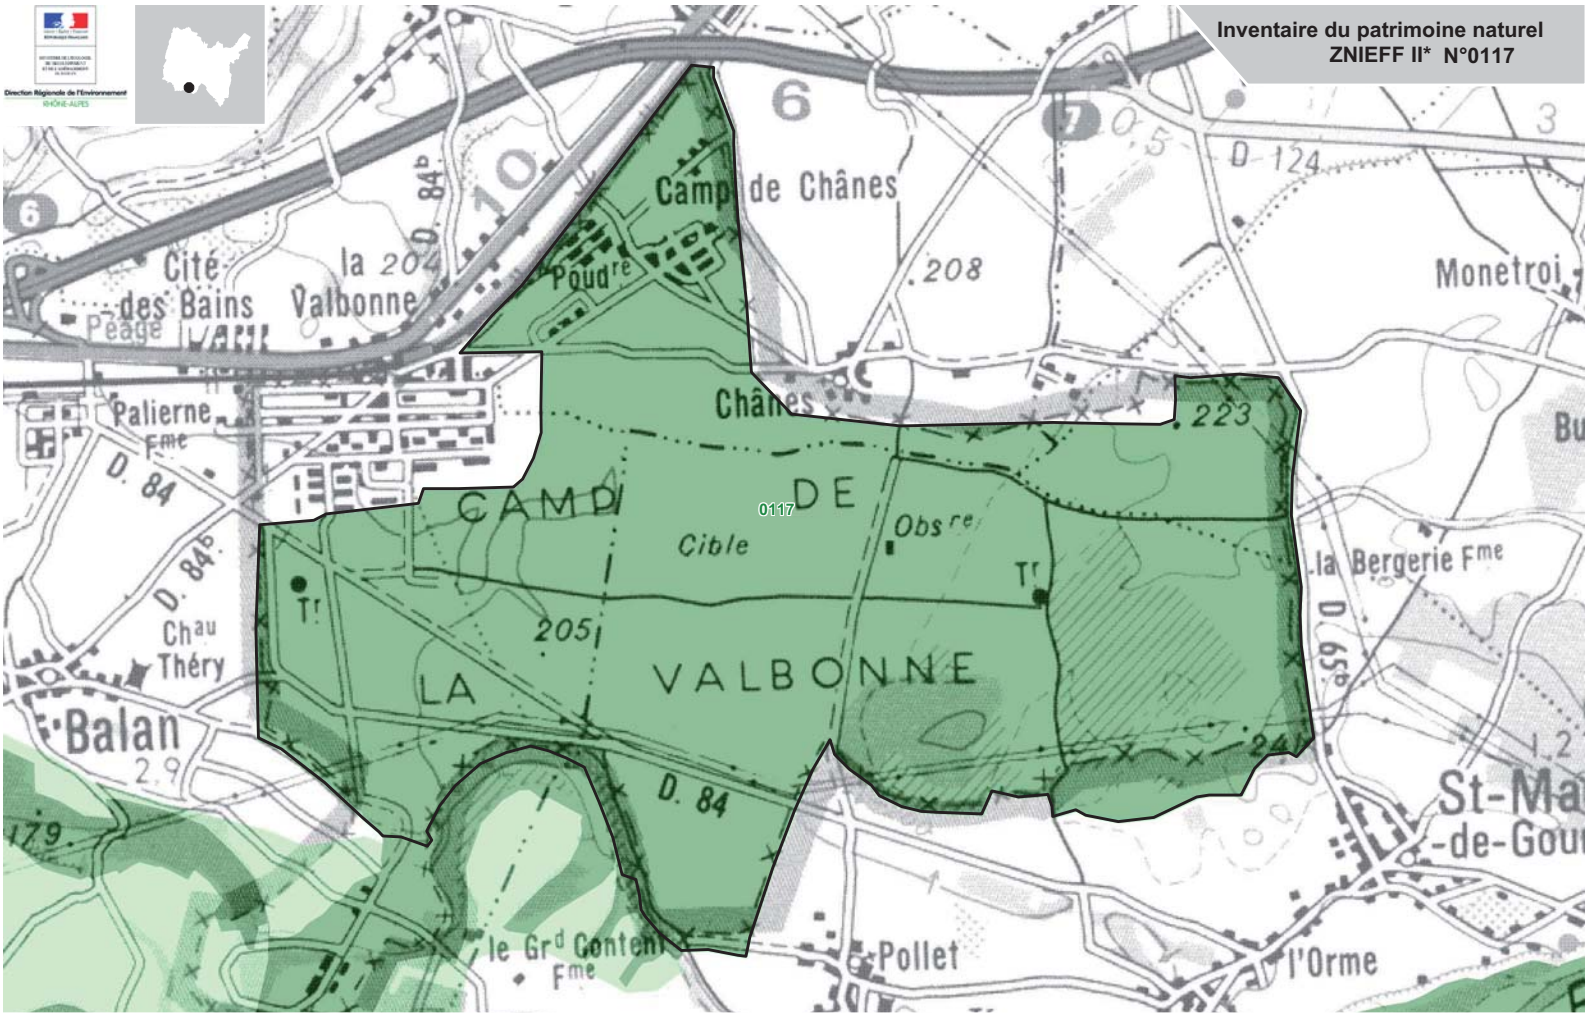 Inventaire du patrimoine naturel
ZNIEFF II* N°0117
Direction Régionale de l'Environnement
RHÔNE-ALPES
6
7
0,5
3
D 124
D. 84b
10
6
Camp de Chânes
Cité
des Bains
la 204
Valbonne
Péage
Poudre
208
Monetroi
Palierne
Fme
Chânes
223
Bu
D. 84
CAMP DE
0117
Cible
Obsre
Tr
la Bergerie Fme
D. 84b
Tr
D 65b
Chau
Théry
205
LA VALBONNE
Balan
2,9
24
1,2
D. 84
St-Ma
-de-Gour
179
le Grd Content
Fme
Pollet
l'Orme